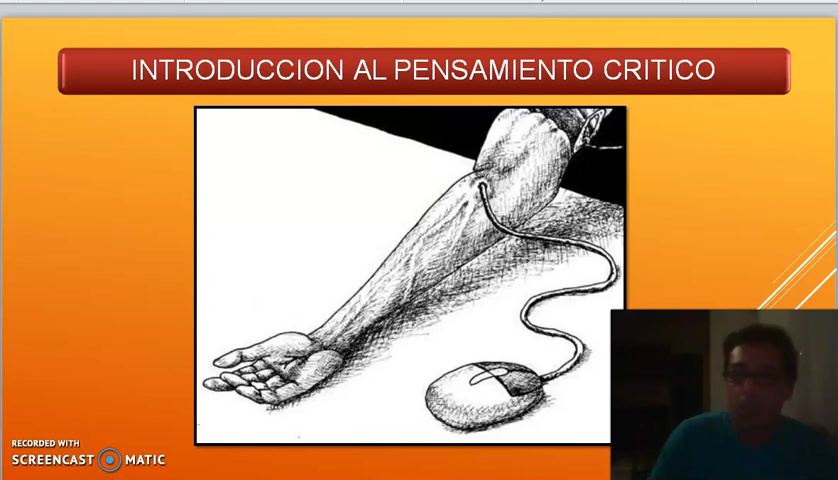 INTRODUCCION AL PENSAMIENTO CRITICO
RECORDED WITH
SCREENCAST MATIC